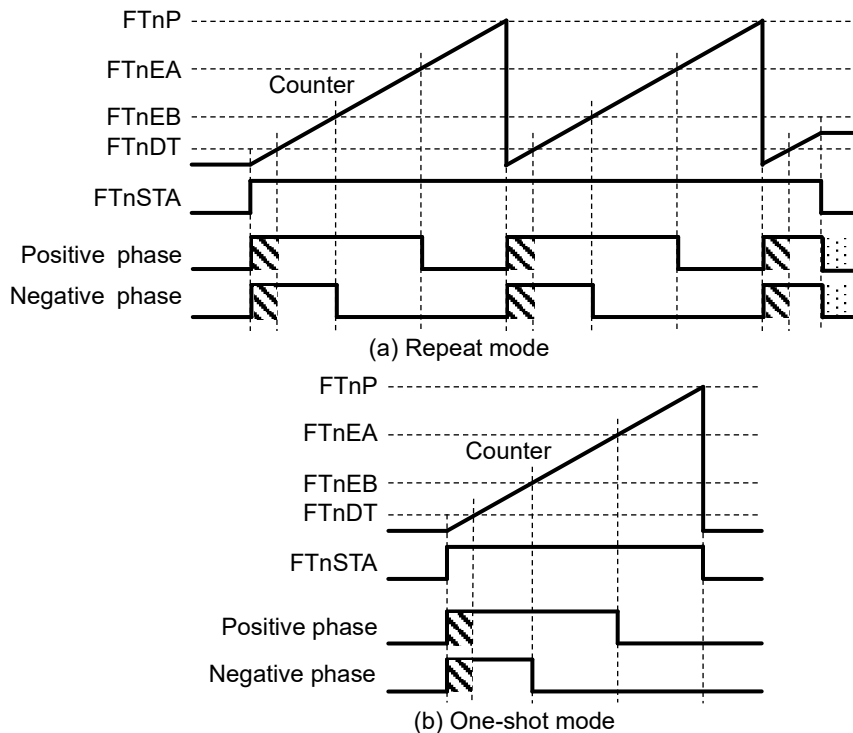 FTnP
FTnEA
Counter
FTnEB
FTnDT
FTnSTA
Positive phase
Negative phase
(a) Repeat mode
FTnP
FTnEA
Counter
FTnEB
FTnDT
FTnSTA
Positive phase
Negative phase
(b) One-shot mode